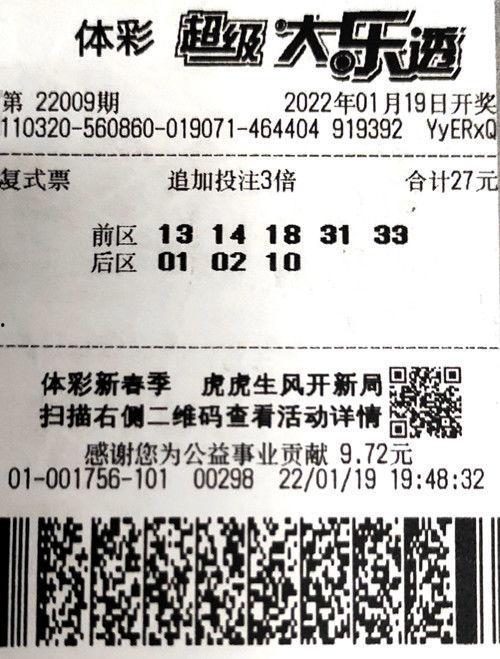 体彩 超级大乐透
第 22009期 2022年01月19日开奖
110320-560860-019071-464404 919392 YyERxQ
复式票 追加投注3倍 合计27元
前区 13 14 18 31 33
后区 01 02 10
体彩新春季 虎虎生风开新局
扫描右侧二维码查看活动详情
感谢您为公益事业贡献 9.72元
01-001756-101 00298 22/01/19 19:48:32